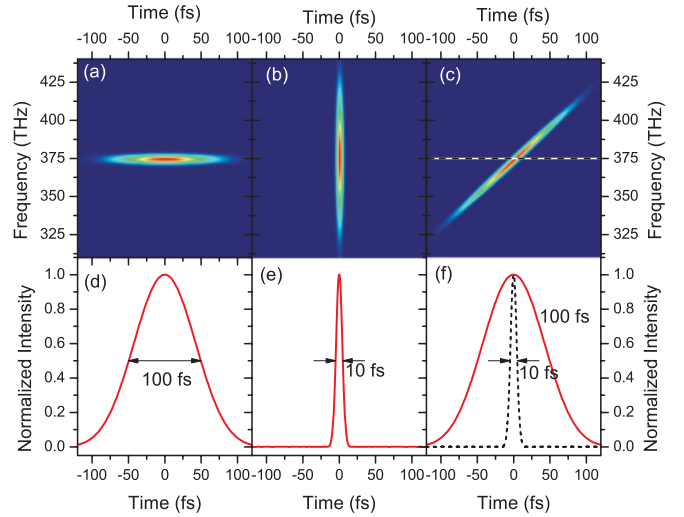 Time (fs) Time (fs) Time (fs)
-100 -50 0 50 100 -100 -50 0 50 100 -100 -50 0 50 100
(a) (b) (c)
425 425
400 400
375 375
350 350
325 325
Frequency (THz) Frequency (THz)
(d) (e) (f)
1.0 1.0
0.8 0.8
0.6 0.6
0.4 0.4
0.2 0.2
0.0 0.0
Normalized Intensity Normalized Intensity
100 fs 10 fs 100 fs
10 fs
-100 -50 0 50 100 -100 -50 0 50 100 -100 -50 0 50 100
Time (fs) Time (fs) Time (fs)